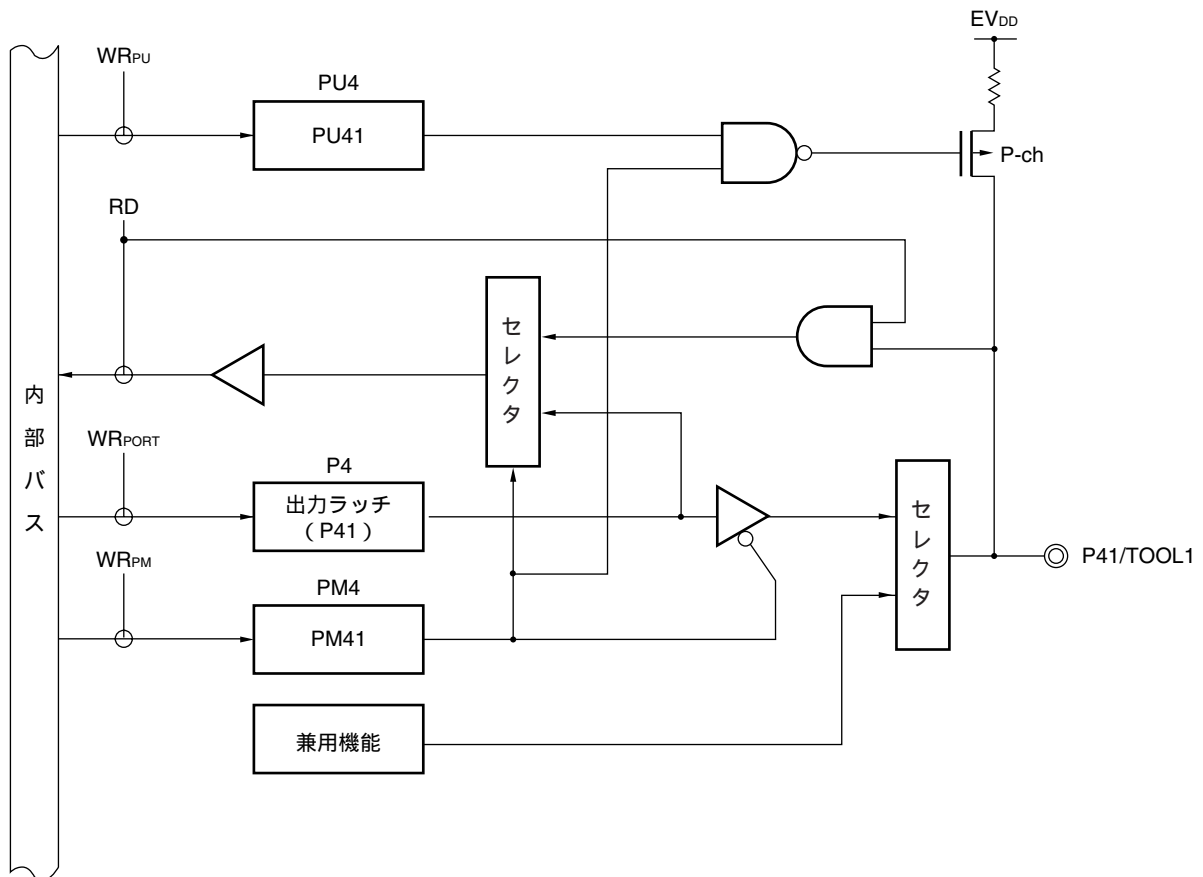 EVDD
WRPU
PU4
PU41
P-ch
RD
セレクタ
内部バス
WRPORT
P4
出力ラッチ
(P41)
セレクタ
P41/TOOL1
WRPM
PM4
PM41
兼用機能